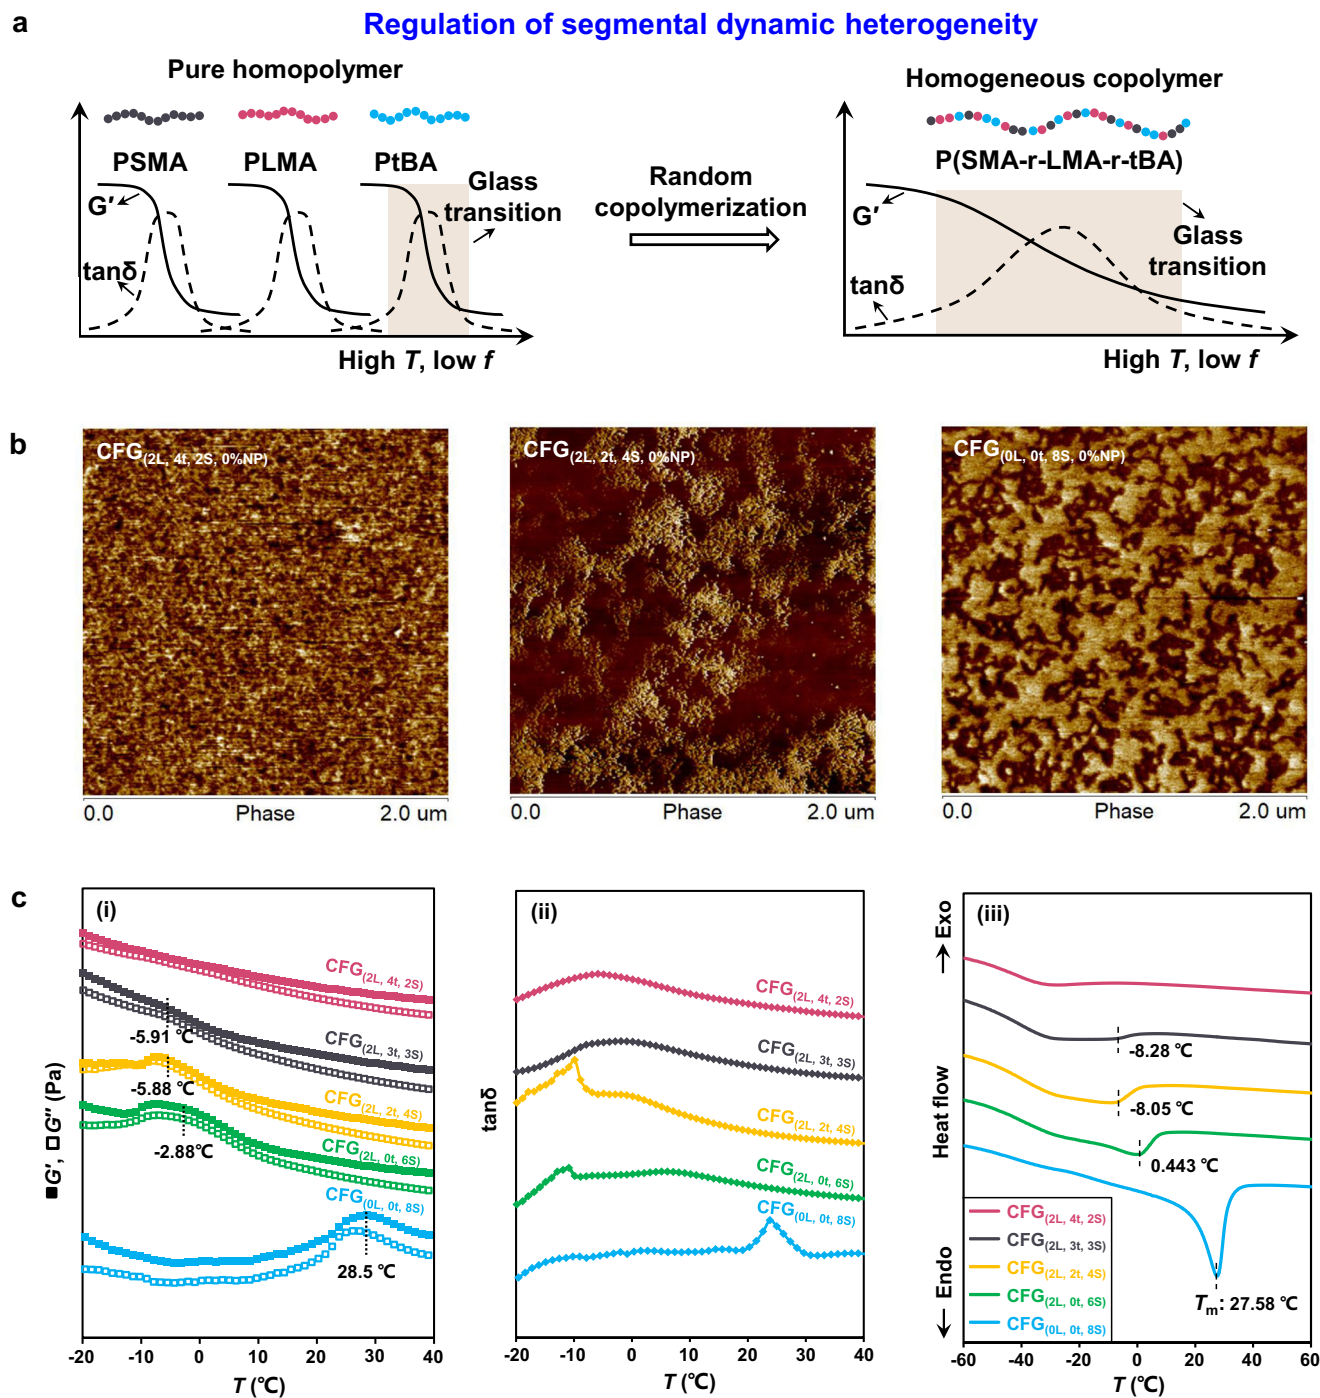 a
Regulation of segmental dynamic heterogeneity
Pure homopolymer
Homogeneous copolymer
PSMA
PLMA
PtBA
P(SMA-r-LMA-r-tBA)
G′
tanδ
Glass
transition
High T, low f
Random
copolymerization
G′
tanδ
Glass
transition
High T, low f
b
CFG(2L, 4t, 2S, 0%NP)
0.0 Phase 2.0 um
CFG(2L, 2t, 4S, 0%NP)
0.0 Phase 2.0 um
CFG(0L, 0t, 8S, 0%NP)
0.0 Phase 2.0 um
c
(i)
■G′, □G″ (Pa)
CFG(2L, 4t, 2S)
-5.91 ℃
CFG(2L, 3t, 3S)
-5.88 ℃
CFG(2L, 2t, 4S)
-2.88℃
CFG(2L, 0t, 6S)
CFG(0L, 0t, 8S)
28.5 ℃
-20 -10 0 10 20 30 40
T (℃)
(ii)
tanδ
CFG(2L, 4t, 2S)
CFG(2L, 3t, 3S)
CFG(2L, 2t, 4S)
CFG(2L, 0t, 6S)
CFG(0L, 0t, 8S)
-20 -10 0 10 20 30 40
T (℃)
(iii)
Exo
Heat flow
Endo
-8.28 ℃
-8.05 ℃
0.443 ℃
Tm: 27.58 ℃
CFG(2L, 4t, 2S)
CFG(2L, 3t, 3S)
CFG(2L, 2t, 4S)
CFG(2L, 0t, 6S)
CFG(0L, 0t, 8S)
-60 -40 -20 0 20 40 60
T (℃)